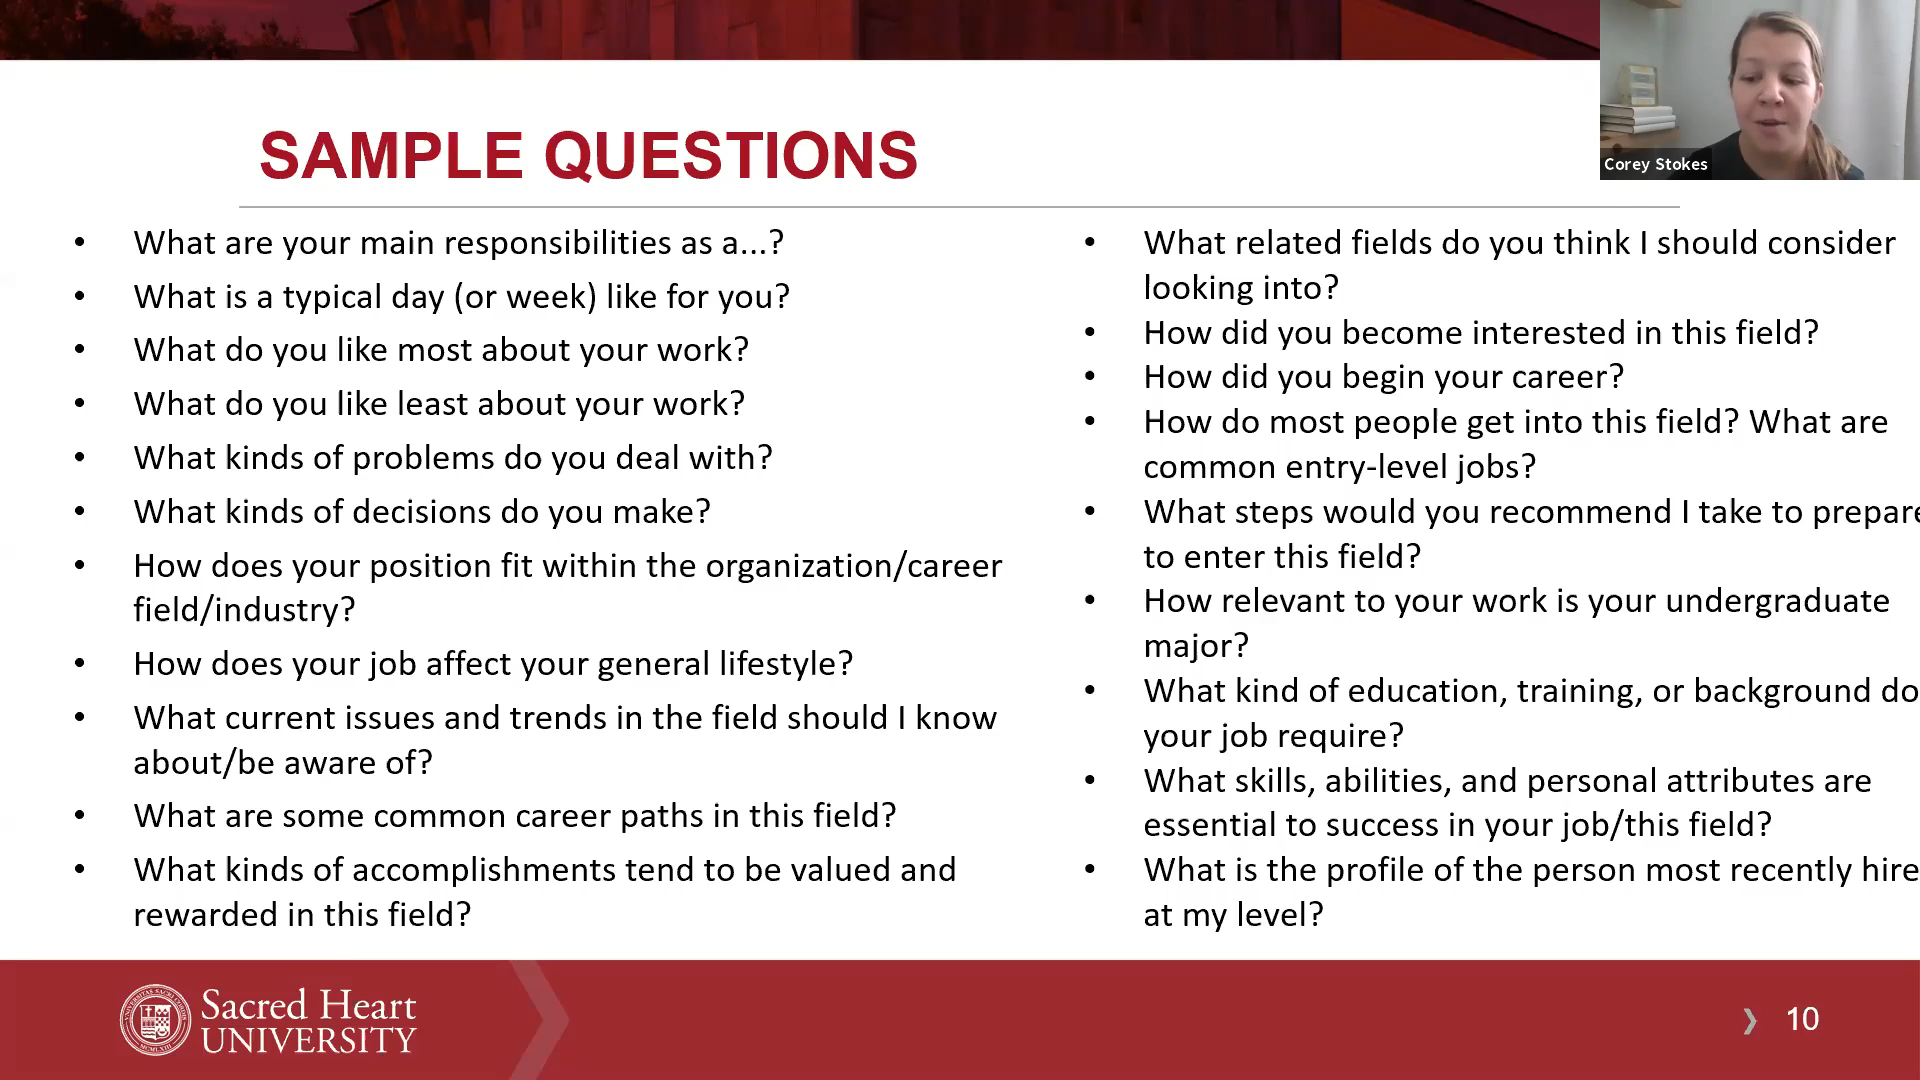 SAMPLE QUESTIONS
Corey Stokes
• What are your main responsibilities as a...?
• What is a typical day (or week) like for you?
• What do you like most about your work?
• What do you like least about your work?
• What kinds of problems do you deal with?
• What kinds of decisions do you make?
• How does your position fit within the organization/career
field/industry?
• How does your job affect your general lifestyle?
• What current issues and trends in the field should I know
about/be aware of?
• What are some common career paths in this field?
• What kinds of accomplishments tend to be valued and
rewarded in this field?
• What related fields do you think I should consider
looking into?
• How did you become interested in this field?
• How did you begin your career?
• How do most people get into this field? What are
common entry-level jobs?
• What steps would you recommend I take to prepare
to enter this field?
• How relevant to your work is your undergraduate
major?
• What kind of education, training, or background do
your job require?
• What skills, abilities, and personal attributes are
essential to success in your job/this field?
• What is the profile of the person most recently hire
at my level?
Sacred Heart
UNIVERSITY
10